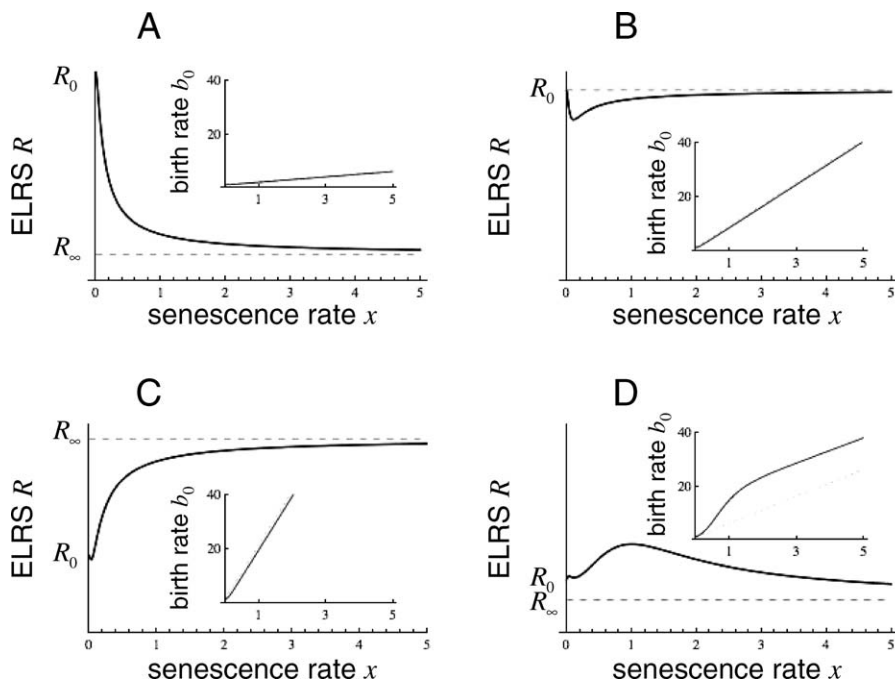 A
R₀
ELRS R
R∞
birth rate b₀
40
20
1 3 5
0 1 2 3 4 5
senescence rate x
B
R₀
ELRS R
birth rate b₀
40
20
1 3 5
0 1 2 3 4 5
senescence rate x
C
R∞
ELRS R
R₀
birth rate b₀
40
20
1 3 5
0 1 2 3 4 5
senescence rate x
D
ELRS R
R₀
R∞
birth rate b₀
40
20
1 3 5
0 1 2 3 4 5
senescence rate x